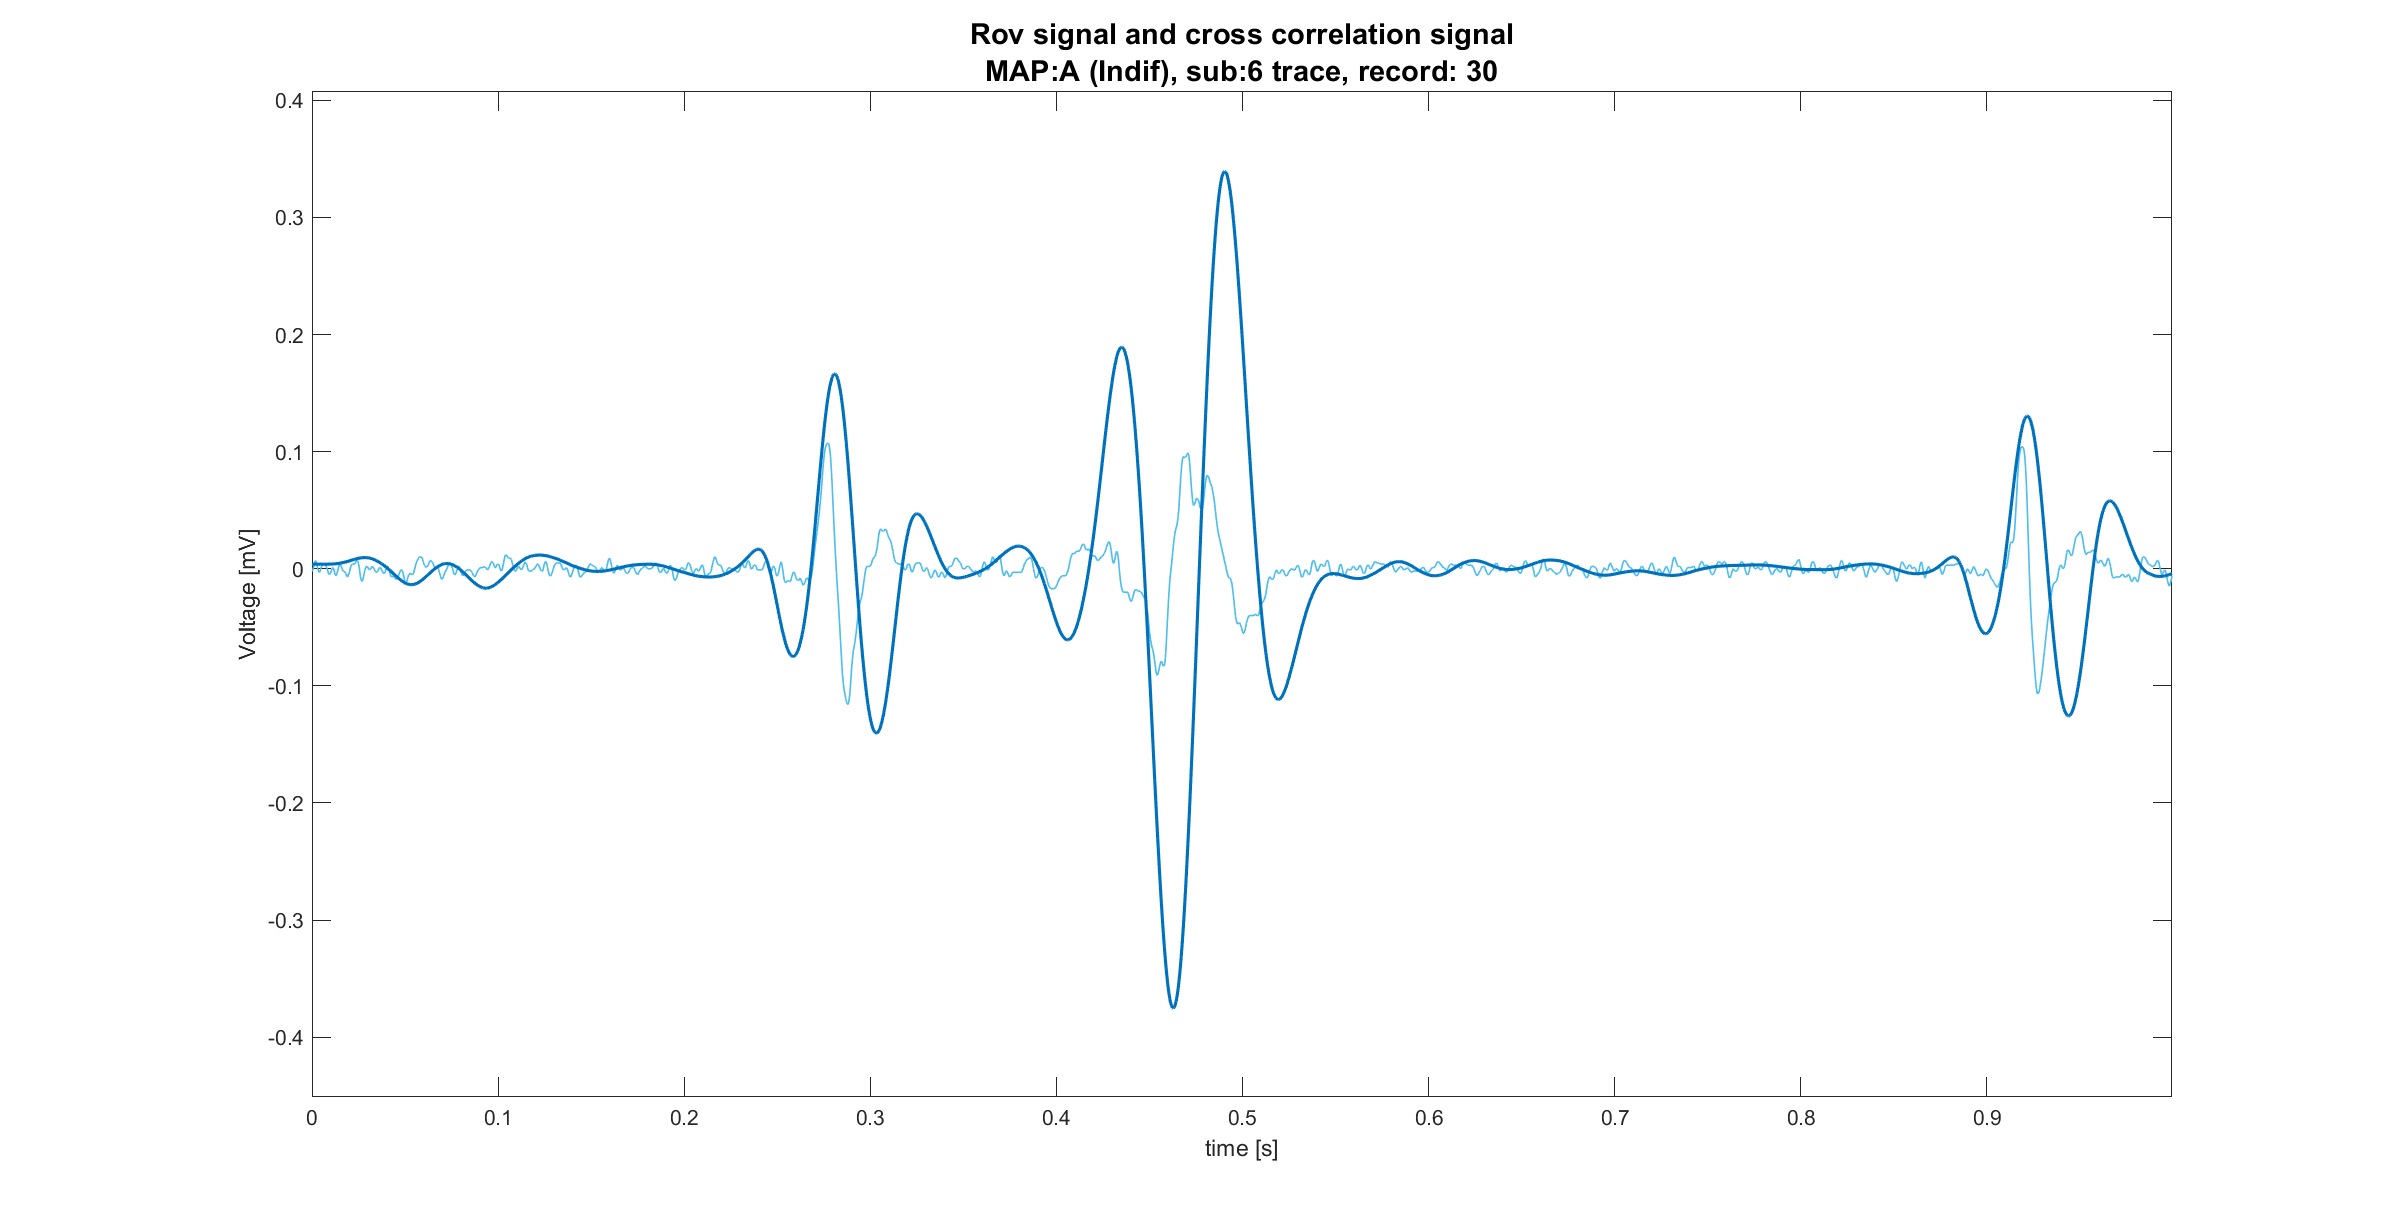 Rov signal and cross correlation signal
MAP:A (Indif), sub:6 trace, record: 30
0.4
0.3
0.2
0.1
0
-0.1
-0.2
-0.3
-0.4
Voltage [mV]
0 0.1 0.2 0.3 0.4 0.5 0.6 0.7 0.8 0.9
time [s]